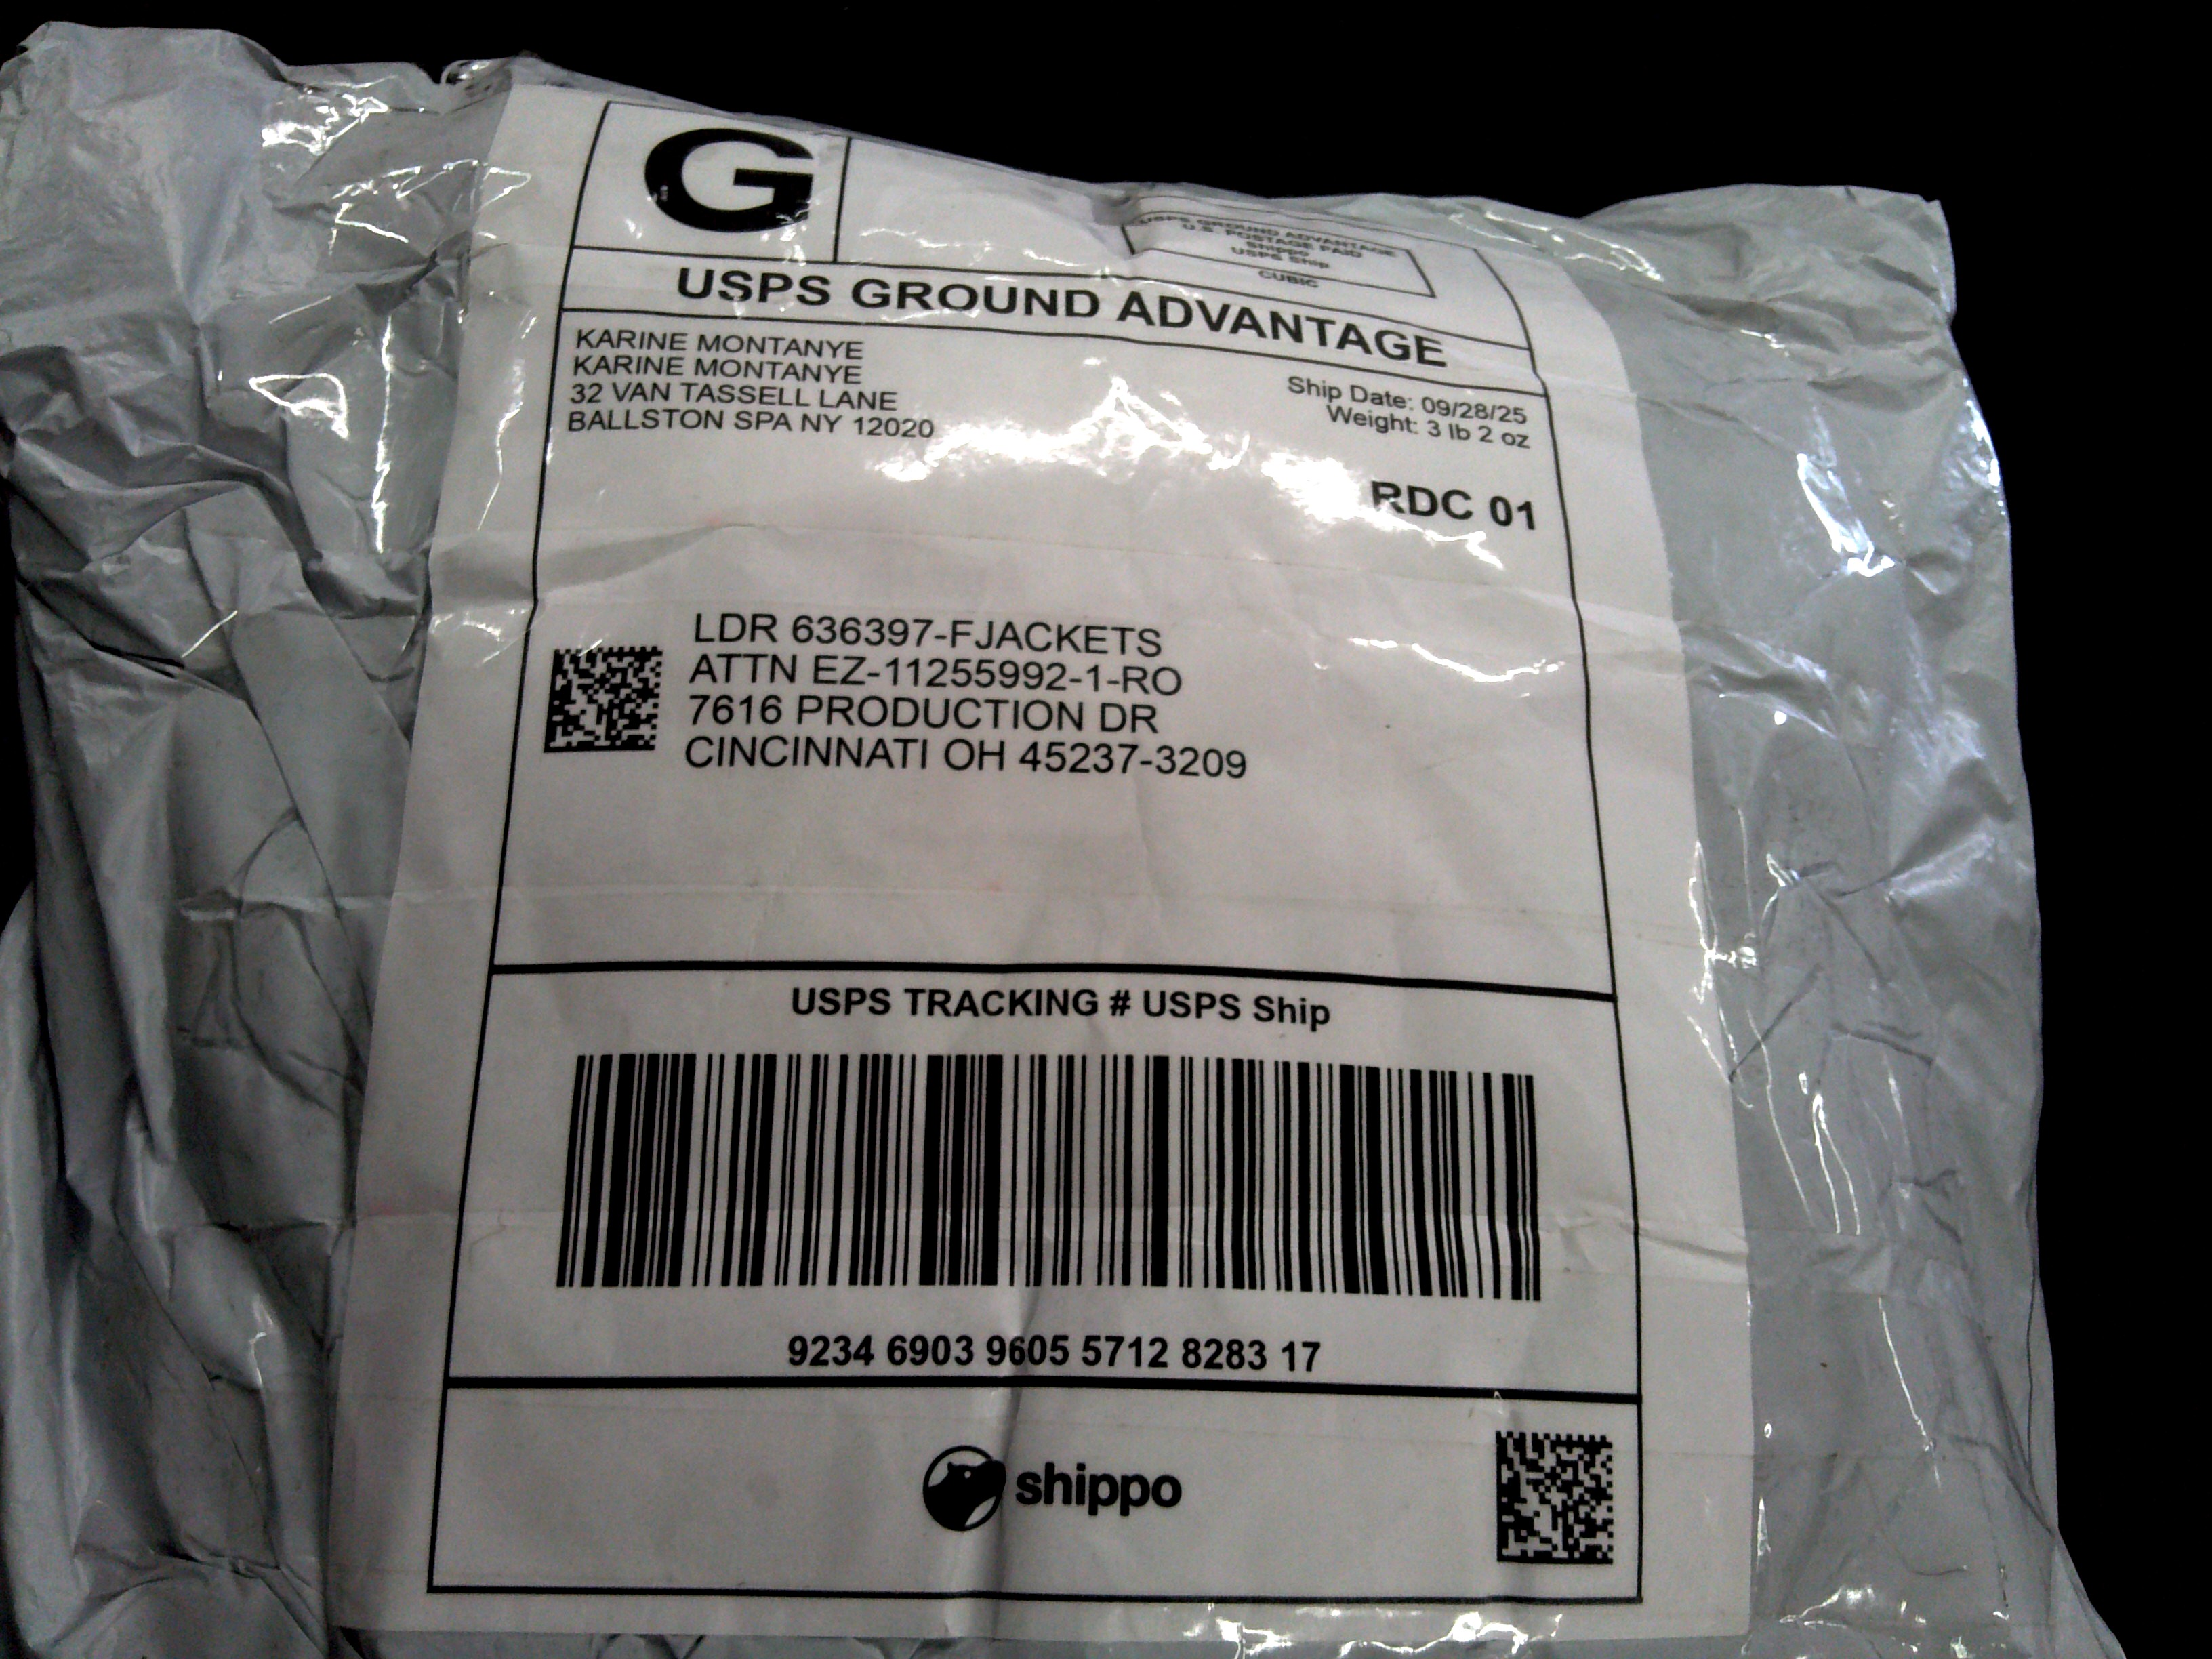 G
USPS GROUND ADVANTAGE
U.S. POSTAGE PAID
Shippo
USPS Ship
CUBIC
USPS GROUND ADVANTAGE
KARINE MONTANYE
KARINE MONTANYE
32 VAN TASSELL LANE
BALLSTON SPA NY 12020
Ship Date: 09/28/25
Weight: 3 lb 2 oz
RDC 01
LDR 636397-FJACKETS
ATTN EZ-11255992-1-RO
7616 PRODUCTION DR
CINCINNATI OH 45237-3209
USPS TRACKING # USPS Ship
9234 6903 9605 5712 8283 17
shippo